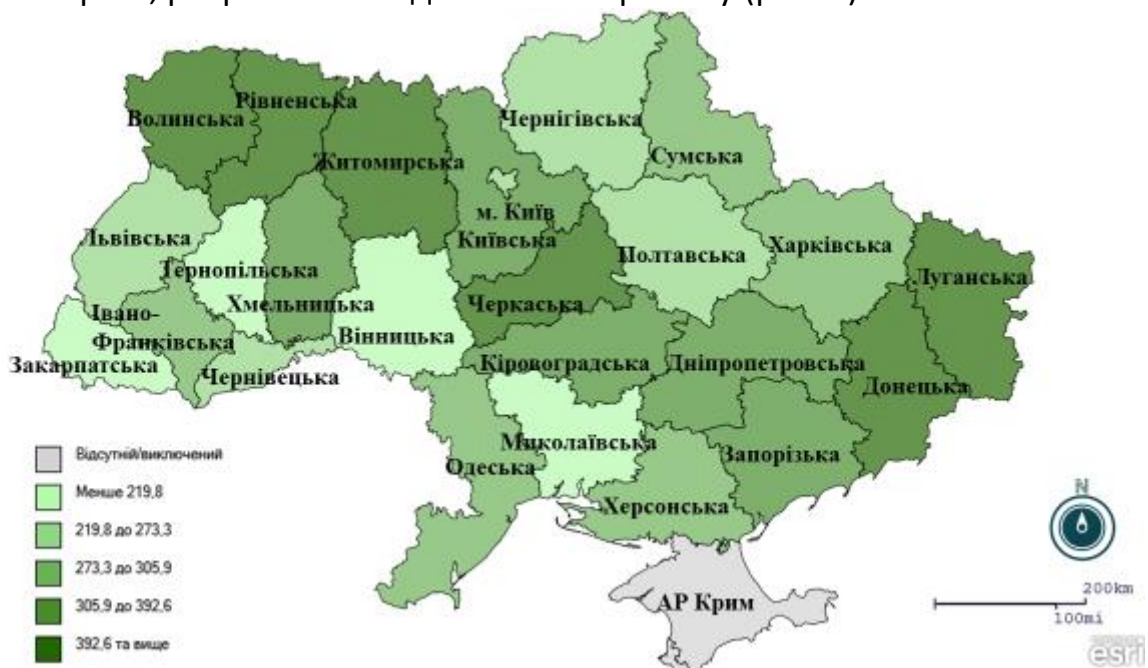 Волинська
Рівненська
Житомирська
Чернігівська
Сумська
м. Київ
Київська
Львівська
Тернопільська
Хмельницька
Вінницька
Черкаська
Полтавська
Харківська
Луганська
Івано-
Франківська
Закарпатська
Чернівецька
Кіровоградська
Дніпропетровська
Донецька
Миколаївська
Одеська
Запорізька
Херсонська
АР Крим
Відсутній/виключений
Менше 219,8
219,8 до 273,3
273,3 до 305,9
305,9 до 392,6
392,6 та вище
N
200km
100mi
esri